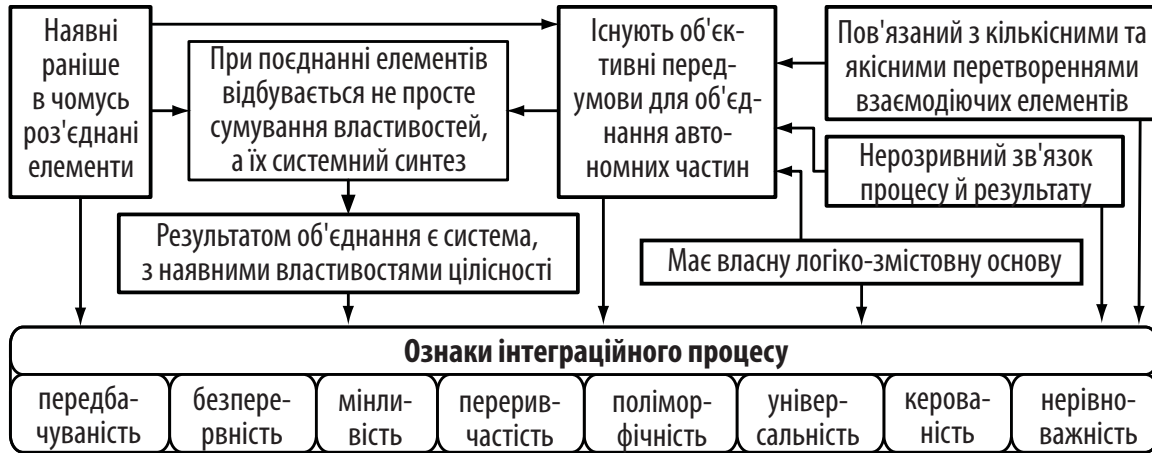 Наявні
раніше
в чомусь
роз'єднані
елементи
При поєднанні елементів
відбувається не просте
сумування властивостей,
а їх системний синтез
Існують об'єк-
тивні перед-
умови для об'єд-
нання авто-
номних частин
Пов'язаний з кількісними та
якісними перетвореннями
взаємодіючих елементів
Нерозривний зв'язок
процесу й результату
Результатом об'єднання є система,
з наявними властивостями цілісності
Має власну логіко-змістовну основу
Ознаки інтеграційного процесу
передба-
чуваність
безпере-
рвність
мінли-
вість
перерив-
частість
полімор-
фічність
універ-
сальність
керова-
ність
нерівно-
важність